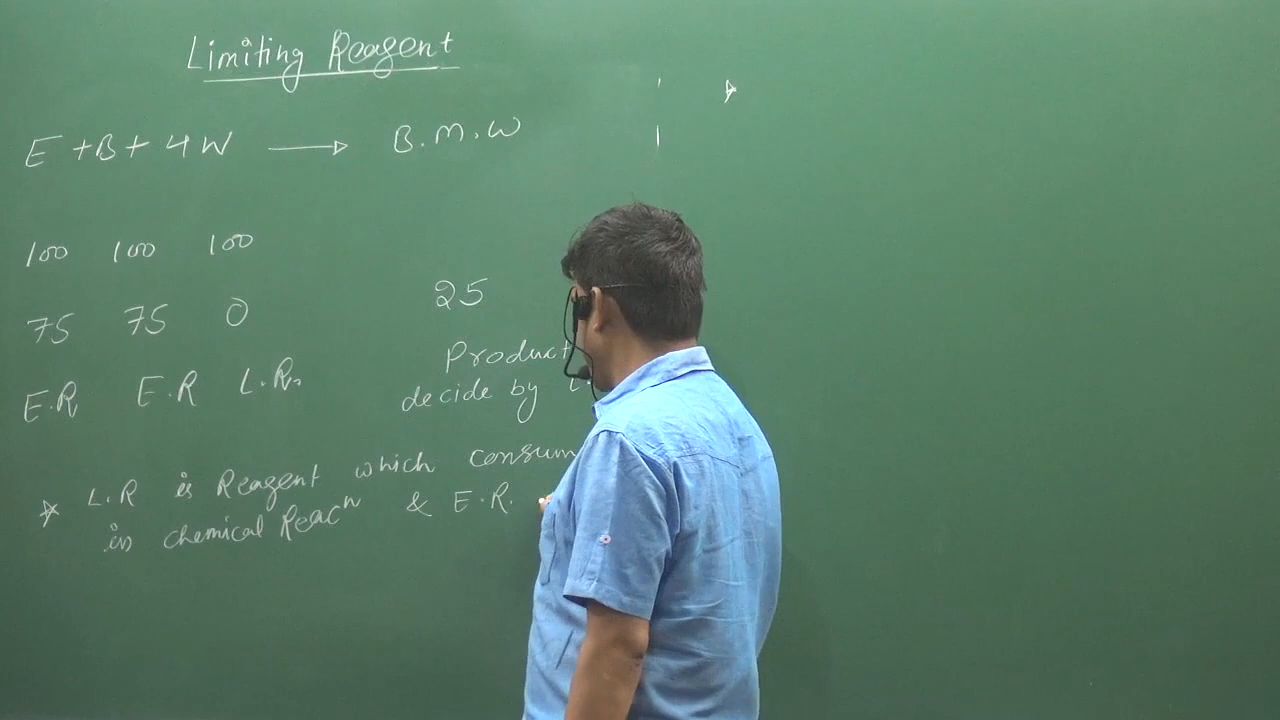 Limiting Reagent
E + B + 4W → B.M.W
100 100 100
75 75 0 25
E.R E.R L.R.
Product
decide by
* L.R is Reagent which consum
in chemical Reacn & E.R.